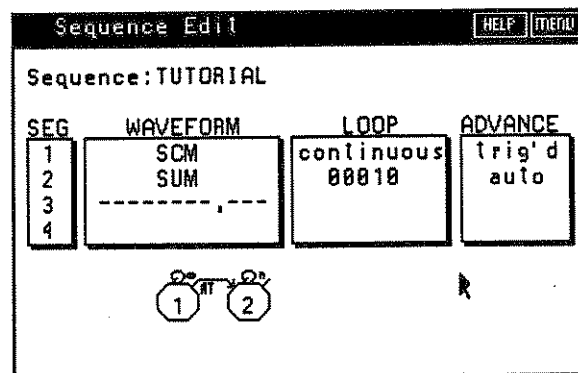 Sequence Edit HELP MENU
Sequence:TUTORIAL
SEG WAVEFORM LOOP ADVANCE
1 SCM continuous trig'd
2 SUM 00010 auto
3 --------.---
4
∞ AT n
1 2